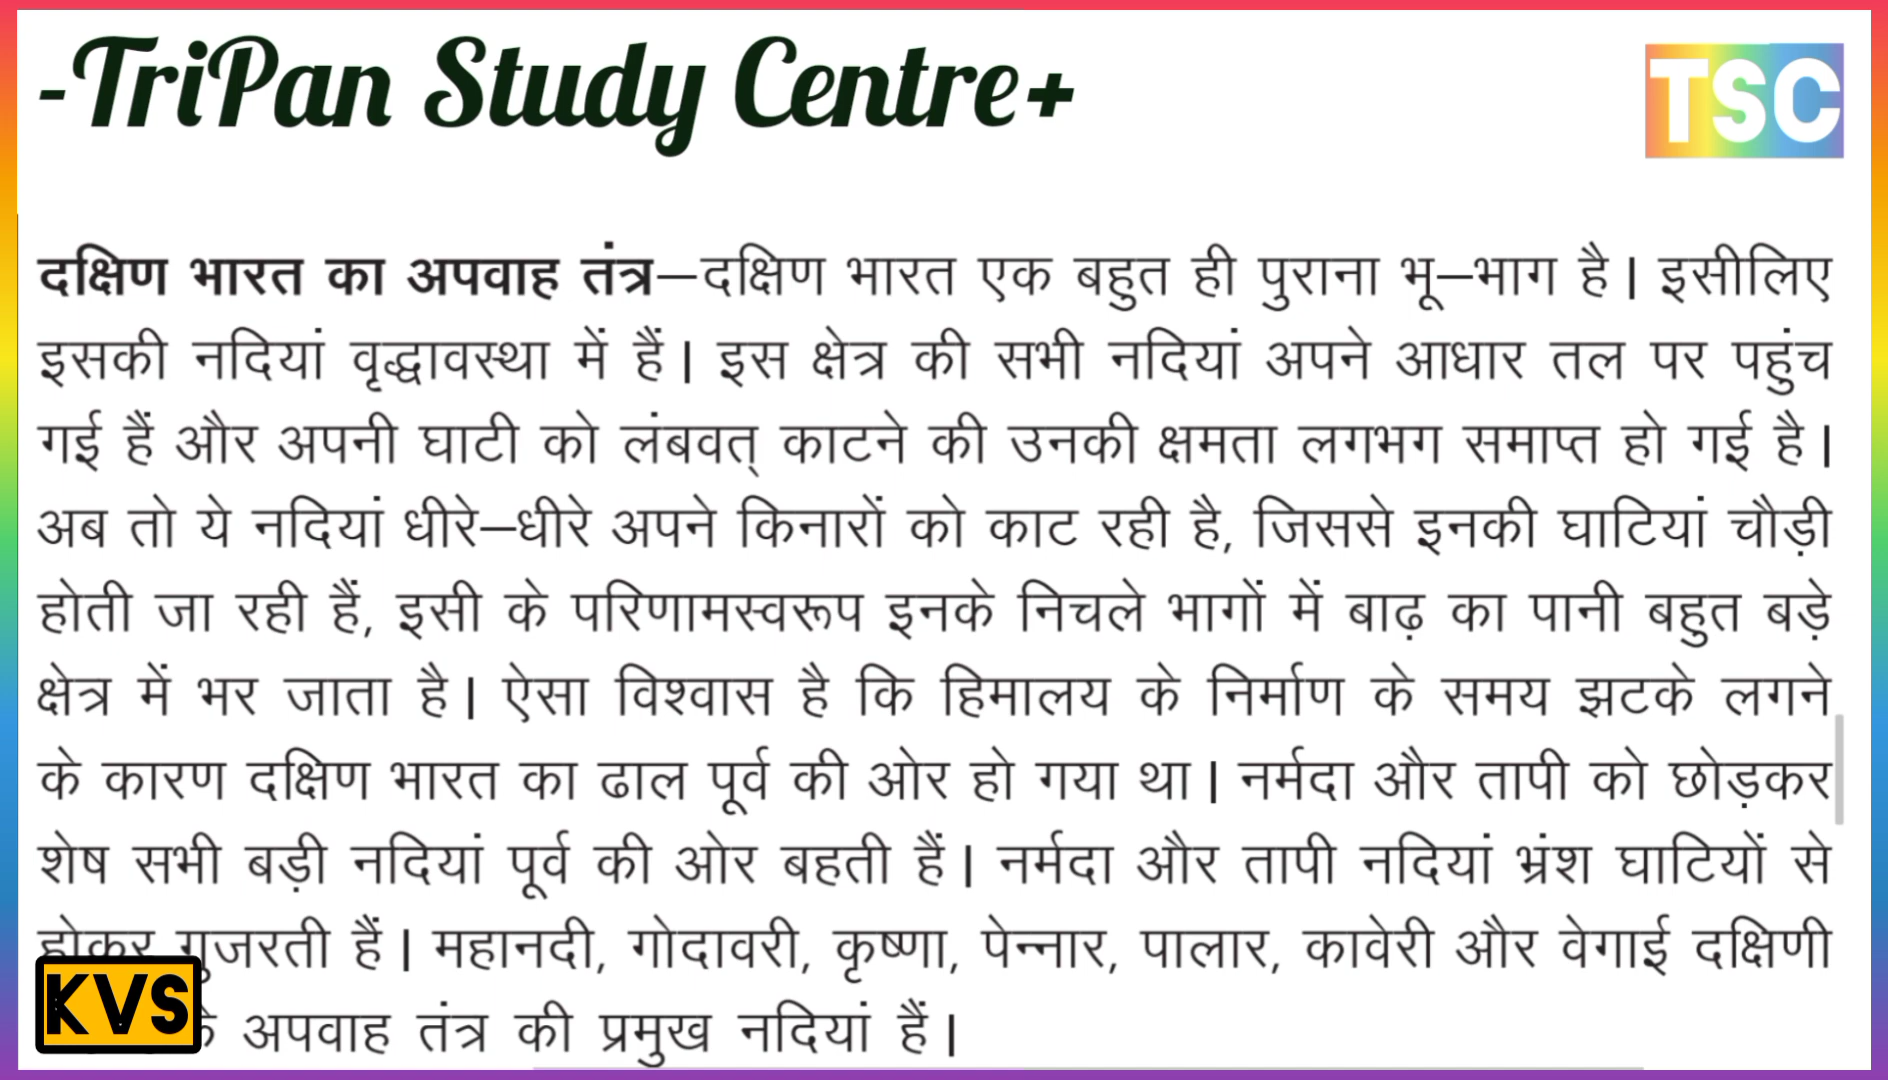 -TriPan Study Centre+
TSC
दक्षिण भारत का अपवाह तंत्र–दक्षिण भारत एक बहुत ही पुराना भू–भाग है। इसीलिए
इसकी नदियां वृद्धावस्था में हैं। इस क्षेत्र की सभी नदियां अपने आधार तल पर पहुंच
गई हैं और अपनी घाटी को लंबवत् काटने की उनकी क्षमता लगभग समाप्त हो गई है।
अब तो ये नदियां धीरे–धीरे अपने किनारों को काट रही है, जिससे इनकी घाटियां चौड़ी
होती जा रही हैं, इसी के परिणामस्वरूप इनके निचले भागों में बाढ़ का पानी बहुत बड़े
क्षेत्र में भर जाता है। ऐसा विश्वास है कि हिमालय के निर्माण के समय झटके लगने
के कारण दक्षिण भारत का ढाल पूर्व की ओर हो गया था। नर्मदा और तापी को छोड़कर
शेष सभी बड़ी नदियां पूर्व की ओर बहती हैं। नर्मदा और तापी नदियां भ्रंश घाटियों से
होकर गुजरती हैं। महानदी, गोदावरी, कृष्णा, पेन्नार, पालार, कावेरी और वेगाई दक्षिणी
अपवाह तंत्र की प्रमुख नदियां हैं।
KVS